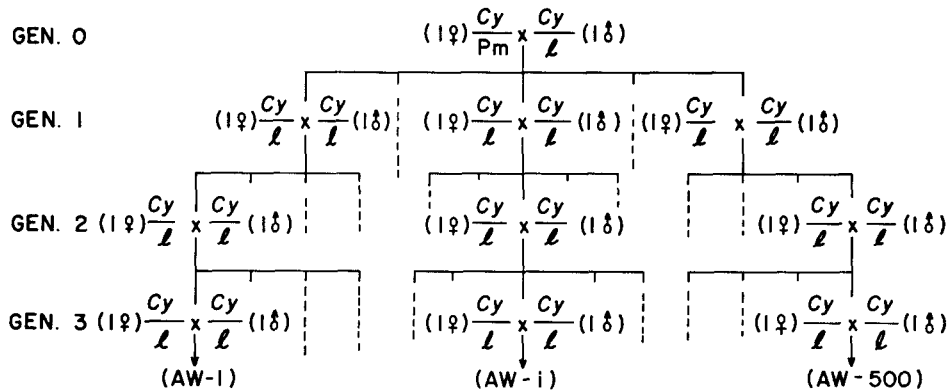 GEN. 0 (1♀) Cy/Pm x Cy/ℓ (1♂)
GEN. 1 (1♀) Cy/ℓ x Cy/ℓ (1♂) (1♀) Cy/ℓ x Cy/ℓ (1♂) (1♀) Cy/ℓ x Cy/ℓ (1♂)
GEN. 2 (1♀) Cy/ℓ x Cy/ℓ (1♂) (1♀) Cy/ℓ x Cy/ℓ (1♂) (1♀) Cy/ℓ x Cy/ℓ (1♂)
GEN. 3 (1♀) Cy/ℓ x Cy/ℓ (1♂) (1♀) Cy/ℓ x Cy/ℓ (1♂) (1♀) Cy/ℓ x Cy/ℓ (1♂)
(AW-1) (AW-i) (AW-500)